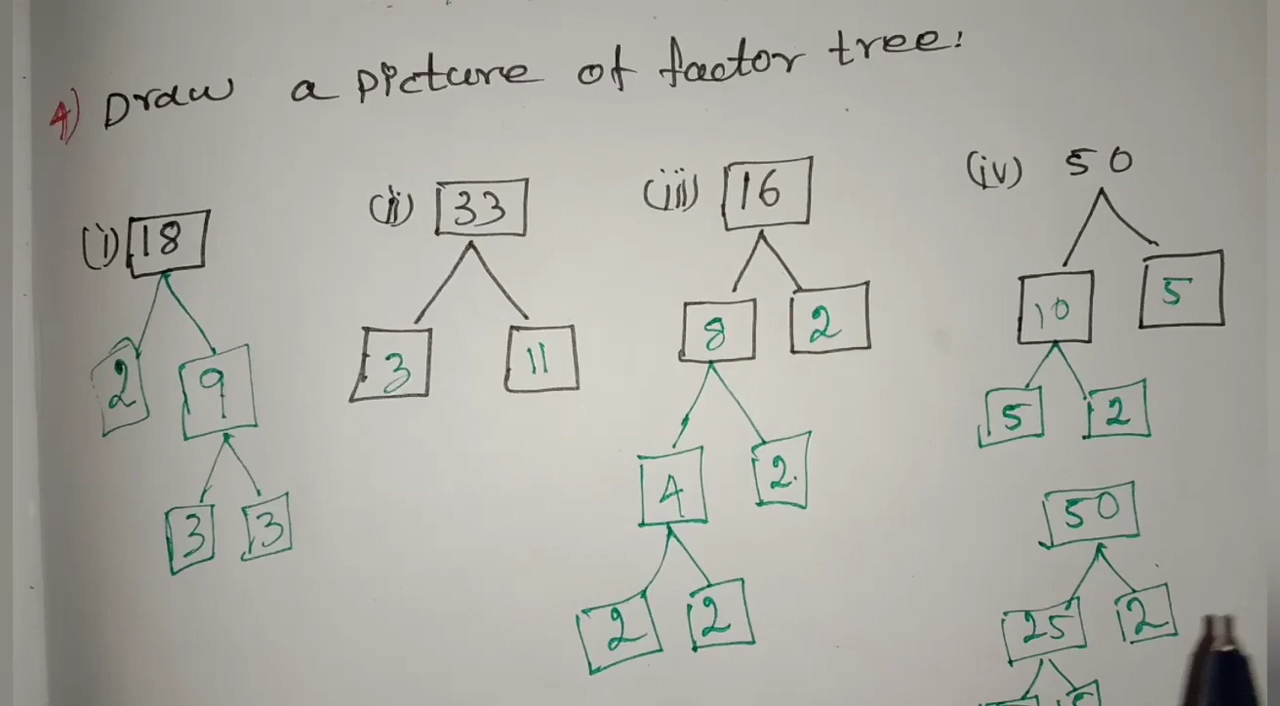 4) Draw a picture of factor tree:
(i) 18
2 9
3 3
(ii) 33
3 11
(iii) 16
8 2
4 2
2 2
(iv) 50
10 5
5 2
50
25 2